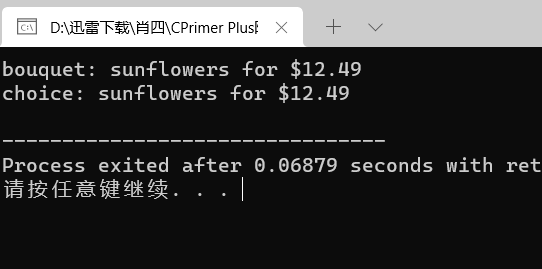 D:\迅雷下载\肖四\CPrimer Plus
bouquet: sunflowers for $12.49
choice: sunflowers for $12.49
--------------------------------
Process exited after 0.06879 seconds with ret
请按任意键继续. . .